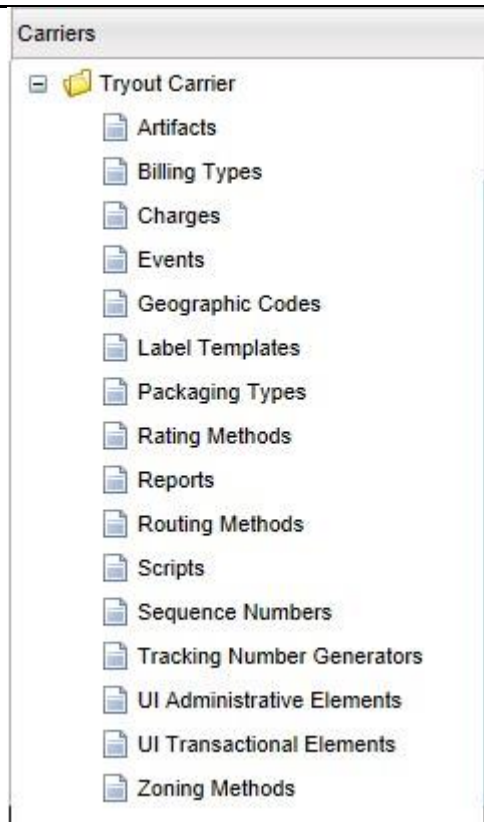 Carriers
Tryout Carrier
Artifacts
Billing Types
Charges
Events
Geographic Codes
Label Templates
Packaging Types
Rating Methods
Reports
Routing Methods
Scripts
Sequence Numbers
Tracking Number Generators
UI Administrative Elements
UI Transactional Elements
Zoning Methods